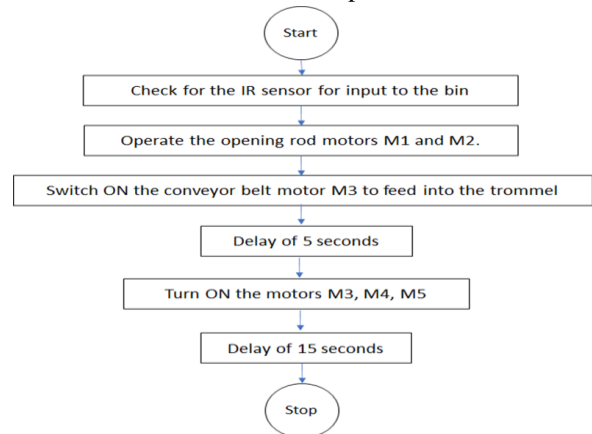 Start
Check for the IR sensor for input to the bin
Operate the opening rod motors M1 and M2.
Switch ON the conveyor belt motor M3 to feed into the trommel
Delay of 5 seconds
Turn ON the motors M3, M4, M5
Delay of 15 seconds
Stop